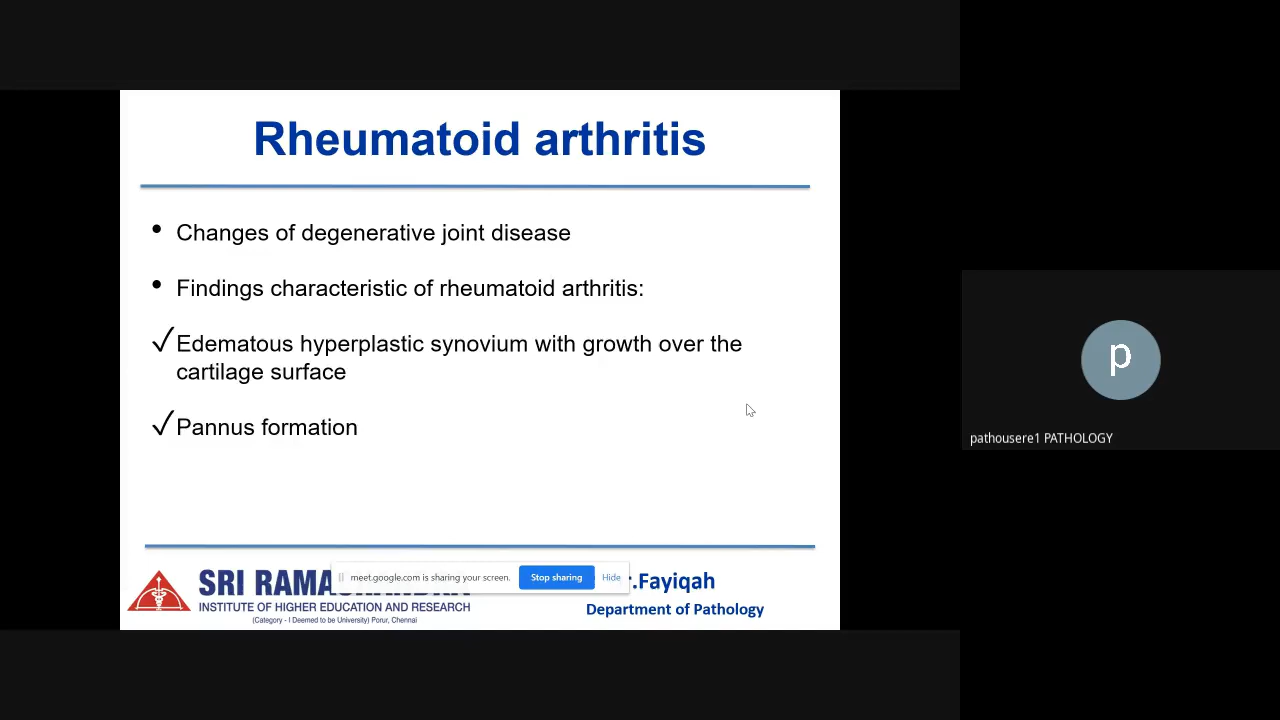 Rheumatoid arthritis
• Changes of degenerative joint disease
• Findings characteristic of rheumatoid arthritis:
✓ Edematous hyperplastic synovium with growth over the
cartilage surface
✓ Pannus formation
p
pathousere1 PATHOLOGY
SRI
meet.google.com is sharing your screen.
Stop sharing
Hide
.Fayiqah
INSTITUTE OF HIGHER EDUCATION AND RESEARCH
(Category - I Deemed to be University) Porur, Chennai
Department of Pathology